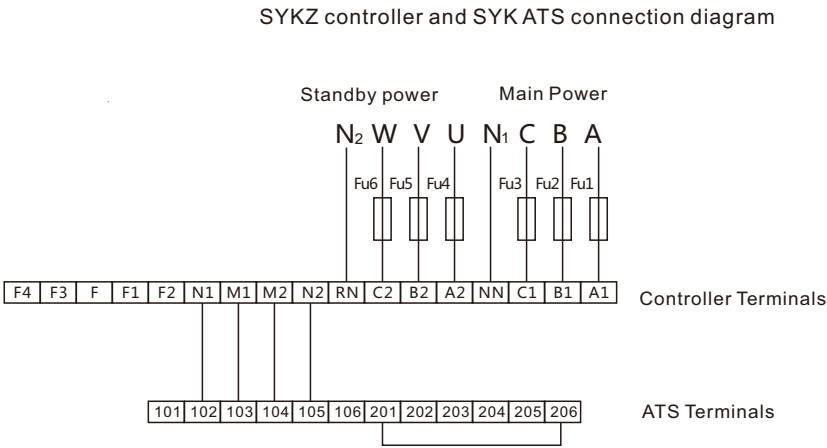 SYKZ controller and SYK ATS connection diagram
Standby power Main Power
N2 W V U N1 C B A
Fu6 Fu5 Fu4 Fu3 Fu2 Fu1
F4 F3 F F1 F2 N1 M1 M2 N2 RN C2 B2 A2 NN C1 B1 A1 Controller Terminals
101 102 103 104 105 106 201 202 203 204 205 206 ATS Terminals